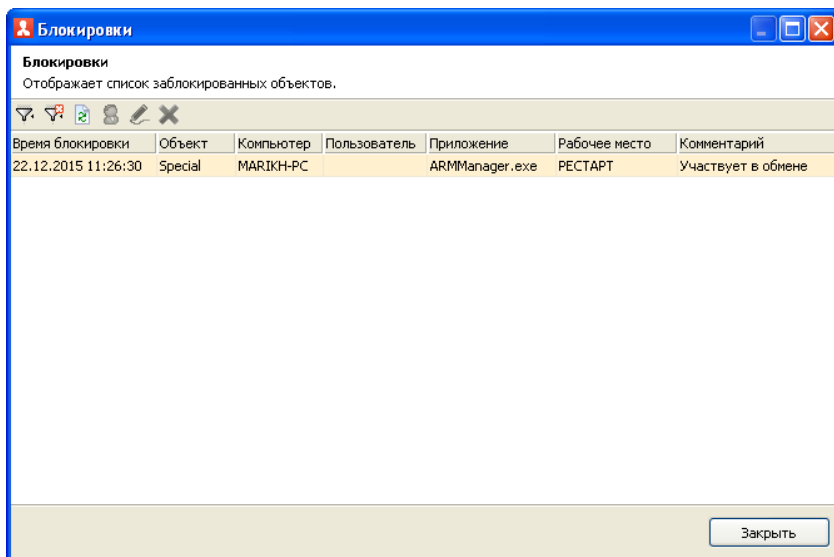 Блокировки
Блокировки
Отображает список заблокированных объектов.
Время блокировки Объект Компьютер Пользователь Приложение Рабочее место Комментарий
22.12.2015 11:26:30 Special MARIKH-PC ARMManager.exe РЕСТАРТ Участвует в обмене
Закрыть